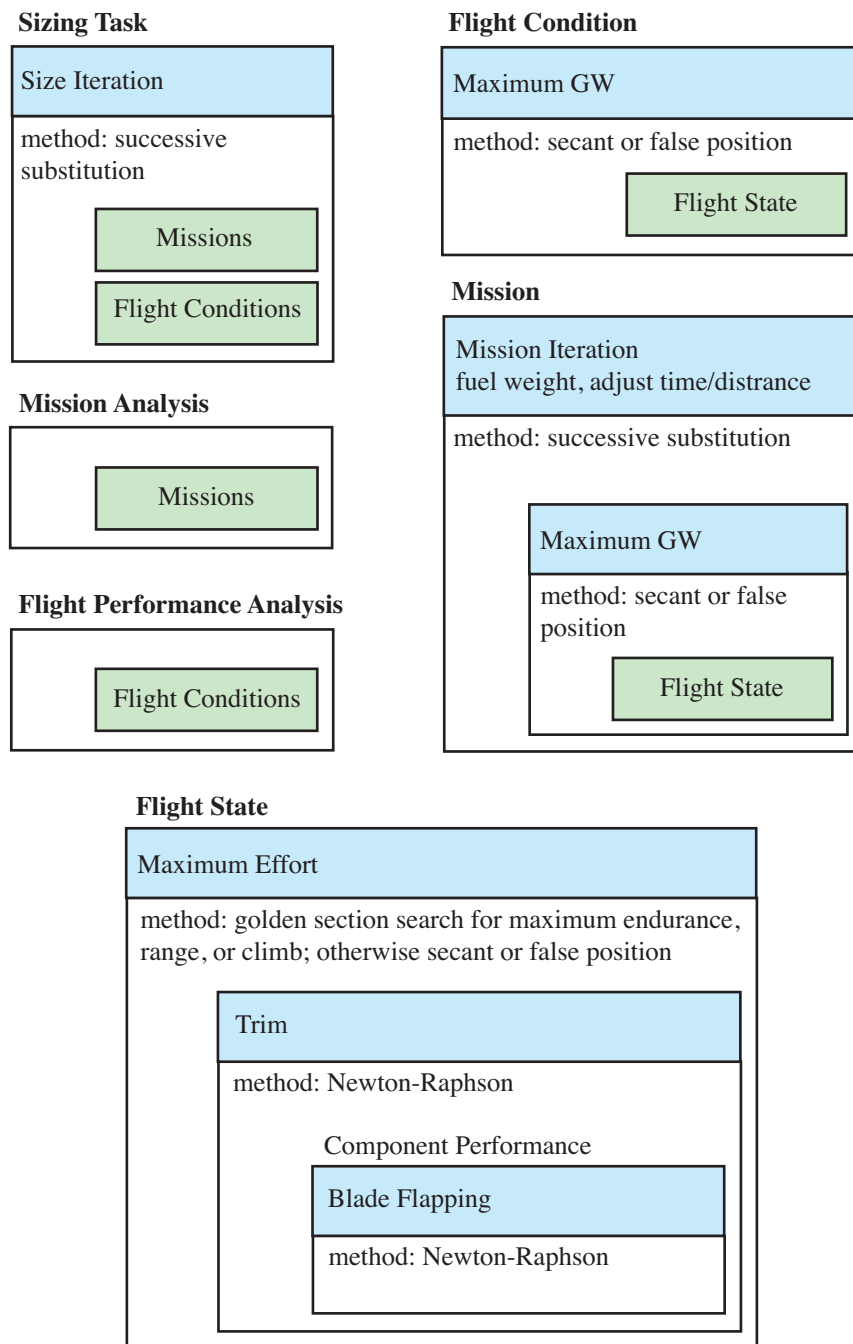 Sizing Task
Size Iteration
method: successive
substitution
Missions
Flight Conditions
Mission Analysis
Missions
Flight Performance Analysis
Flight Conditions
Flight Condition
Maximum GW
method: secant or false position
Flight State
Mission
Mission Iteration
fuel weight, adjust time/distrance
method: successive substitution
Maximum GW
method: secant or false
position
Flight State
Flight State
Maximum Effort
method: golden section search for maximum endurance,
range, or climb; otherwise secant or false position
Trim
method: Newton-Raphson
Component Performance
Blade Flapping
method: Newton-Raphson